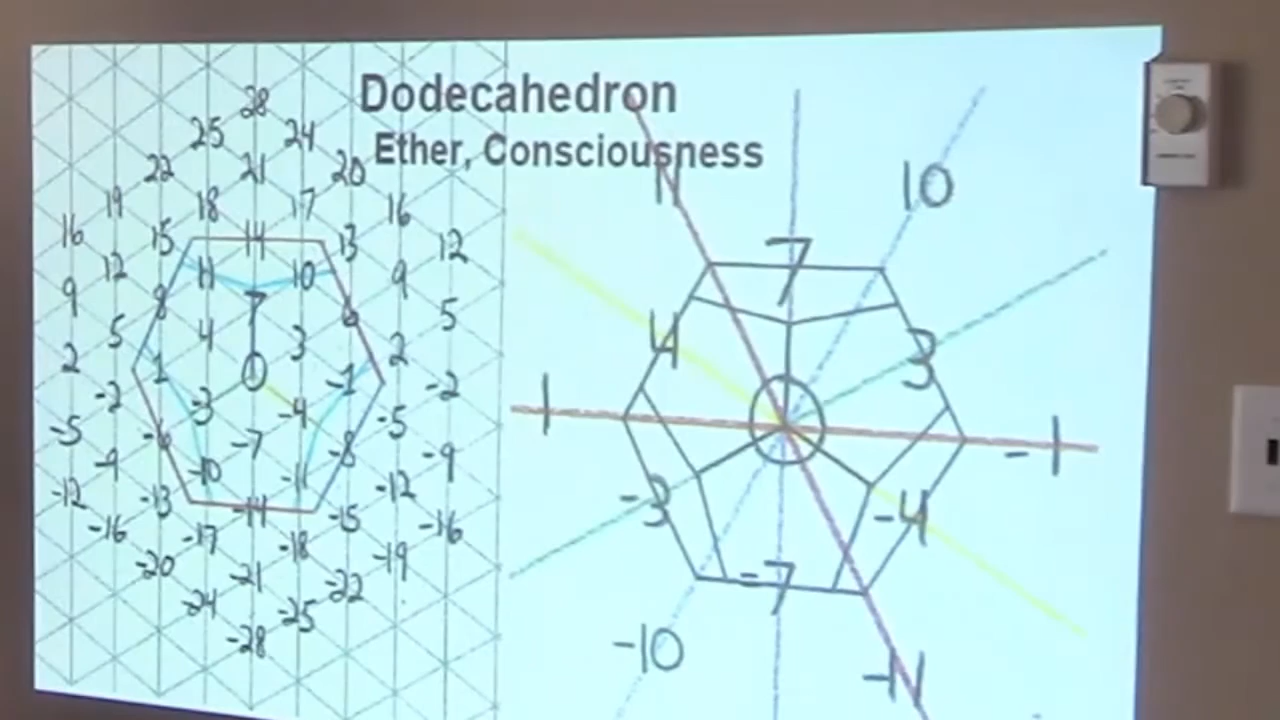 Dodecahedron
Ether, Consciousness
28
25 24
22 21 20
19 18 17 16
16 15 14 13 12
12 11 10 9
9 8 7 6 5
5 4 3 2
2 1 0 -1 -2
-2 -3 -4 -5
-5 -6 -7 -8 -9
-9 -10 -11 -12
-12 -13 -14 -15 -16
-16 -17 -18 -19
-20 -21 -22
-24 -25
-28
11 10
7
4 3
1 -1
-3 -4
-7
-10 -11